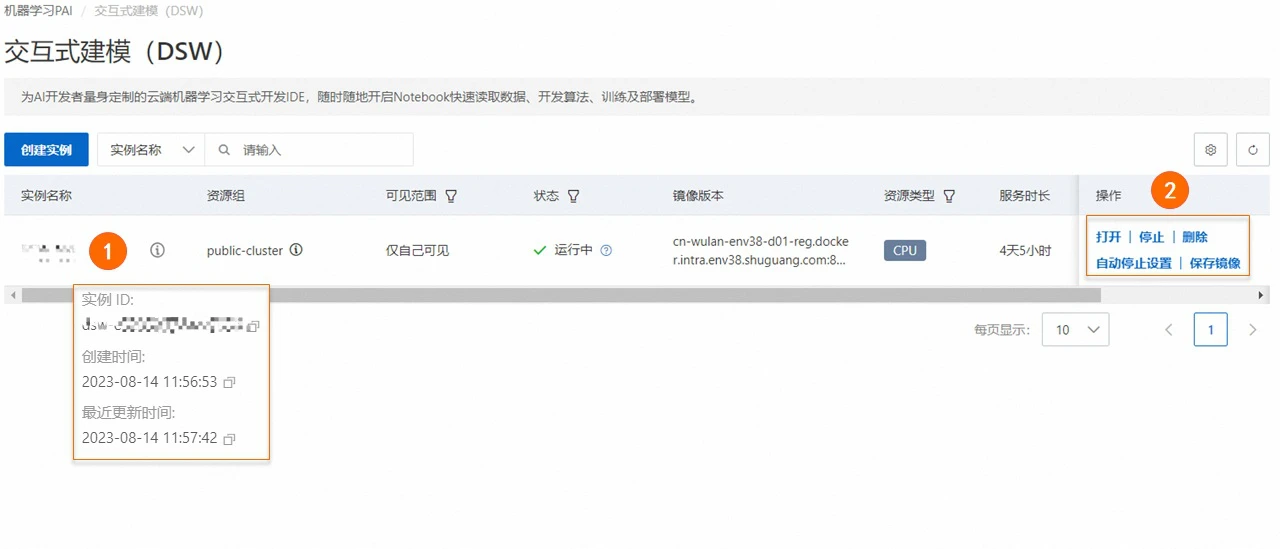 机器学习PAI / 交互式建模（DSW）
交互式建模（DSW）
为AI开发者量身定制的云端机器学习交互式开发IDE，随时随地开启Notebook快速读取数据、开发算法、训练及部署模型。
创建实例 实例名称 请输入
实例名称 资源组 可见范围 状态 镜像版本 资源类型 服务时长 操作
2
1
public-cluster 仅自己可见 运行中 cn-wulan-env38-d01-reg.docke
r.intra.env38.shuguang.com:8... CPU 4天5小时
打开 | 停止 | 删除
自动停止设置 | 保存镜像
实例 ID:
创建时间:
2023-08-14 11:56:53
最近更新时间:
2023-08-14 11:57:42
每页显示: 10 1